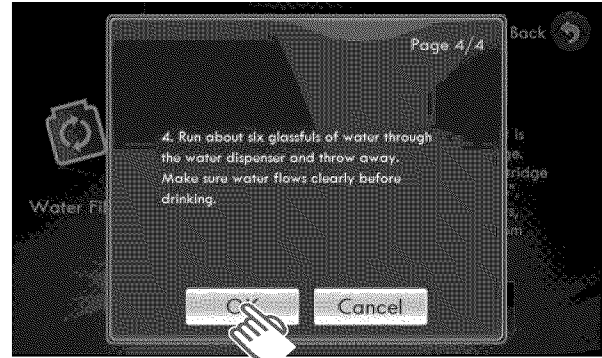 Back
Page 4/4
4. Run about six glassfuls of water through
the water dispenser and throw away.
Make sure water flows clearly before
drinking.
Water
OK
Cancel